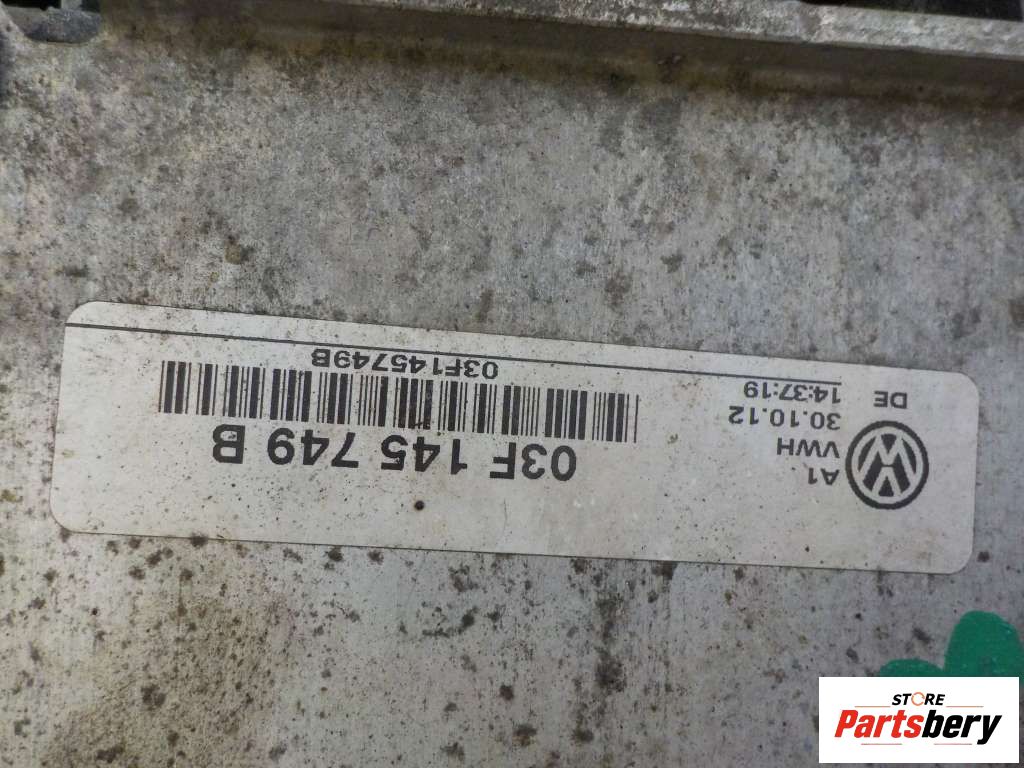 A1
VWH
30.10.12
14:37:19
DE
03F 145 749 B
03F145749B
STORE
Partsbery